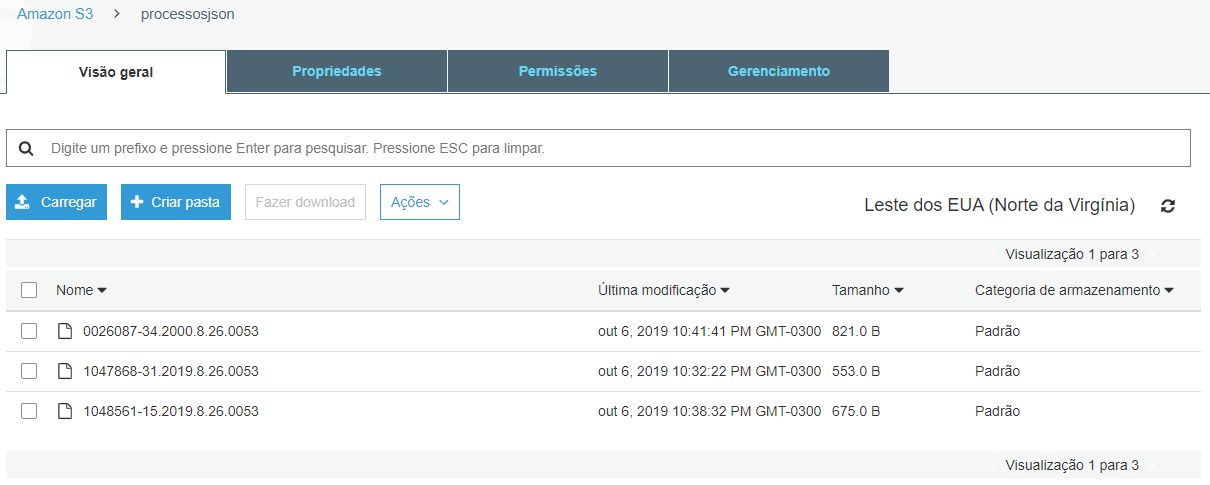 Amazon S3 > processosjson
Visão geral Propriedades Permissões Gerenciamento
Digite um prefixo e pressione Enter para pesquisar. Pressione ESC para limpar.
Carregar Criar pasta Fazer download Ações Leste dos EUA (Norte da Virgínia)
Visualização 1 para 3
Nome Última modificação Tamanho Categoria de armazenamento
0026087-34.2000.8.26.0053 out 6, 2019 10:41:41 PM GMT-0300 821.0 B Padrão
1047868-31.2019.8.26.0053 out 6, 2019 10:32:22 PM GMT-0300 553.0 B Padrão
1048561-15.2019.8.26.0053 out 6, 2019 10:38:32 PM GMT-0300 675.0 B Padrão
Visualização 1 para 3